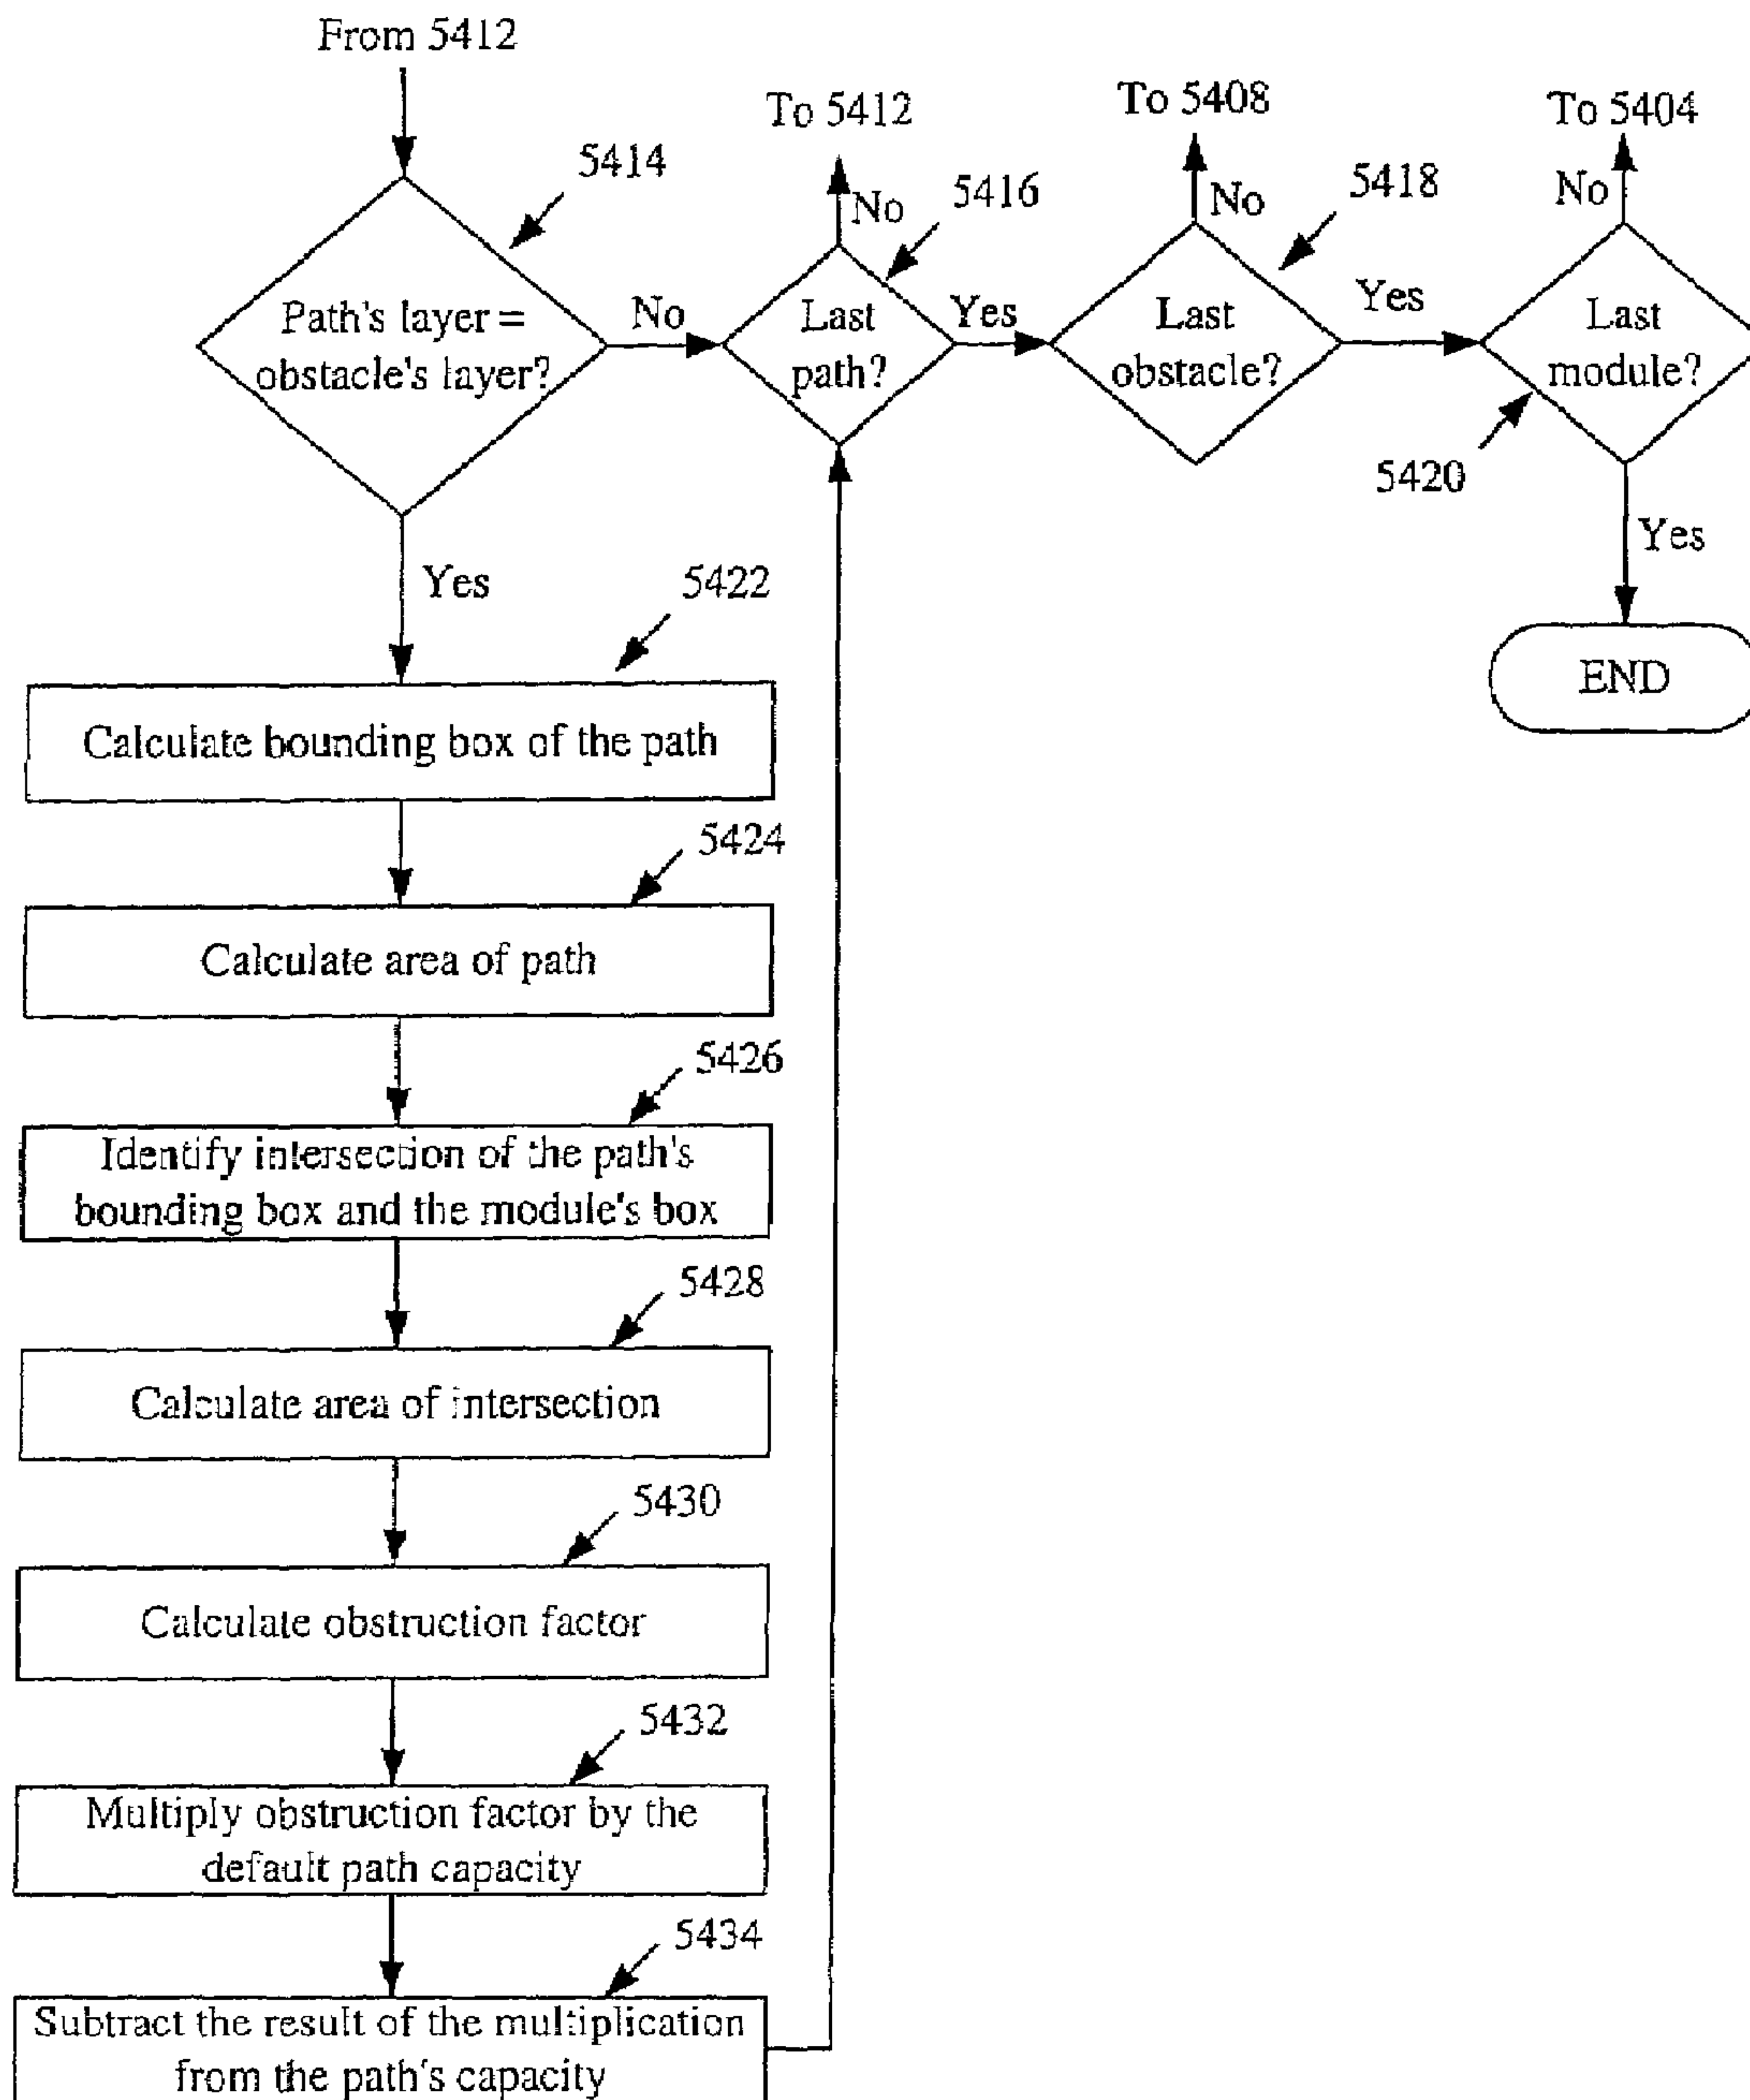 From 5412
To 5412
To 5408
To 5404
5414
No
5416
No
5418
No
Path's layer =
obstacle's layer?
No
Last
path?
Yes
Last
obstacle?
Yes
Last
module?
5420
Yes
Yes
END
5422
Calculate bounding box of the path
5424
Calculate area of path
5426
Identify intersection of the path's
bounding box and the module's box
5428
Calculate area of intersection
5430
Calculate obstruction factor
5432
Multiply obstruction factor by the
default path capacity
5434
Subtract the result of the multiplication
from the path's capacity